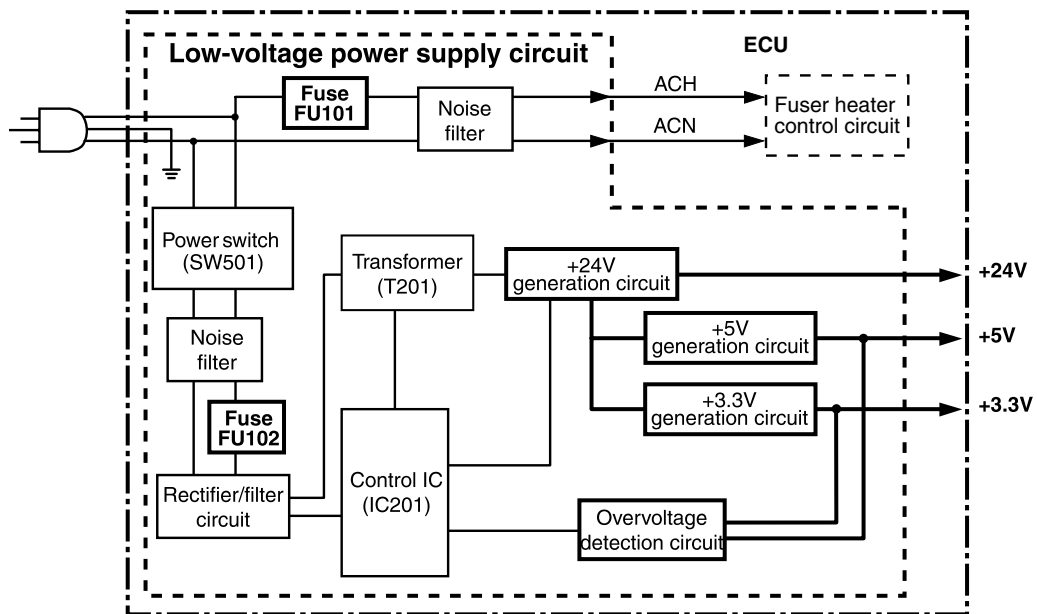 Low-voltage power supply circuit
ECU
Fuse
FU101
Noise
filter
ACH
ACN
Fuser heater
control circuit
Power switch
(SW501)
Transformer
(T201)
+24V
generation circuit
+24V
Noise
filter
+5V
generation circuit
+5V
+3.3V
generation circuit
+3.3V
Fuse
FU102
Rectifier/filter
circuit
Control IC
(IC201)
Overvoltage
detection circuit